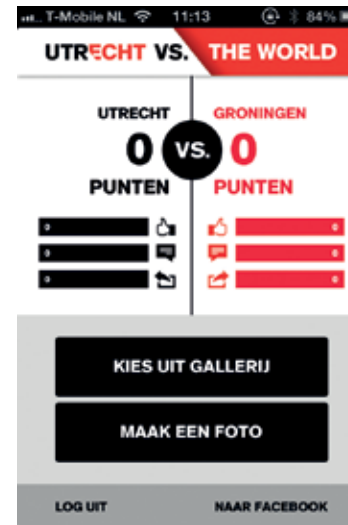 T-Mobile NL 11:13 84%
UTRECHT VS. THE WORLD
UTRECHT GRONINGEN
0 VS. 0
PUNTEN PUNTEN
0 0
0 0
0 0
KIES UIT GALLERIJ
MAAK EEN FOTO
LOG UIT NAAR FACEBOOK